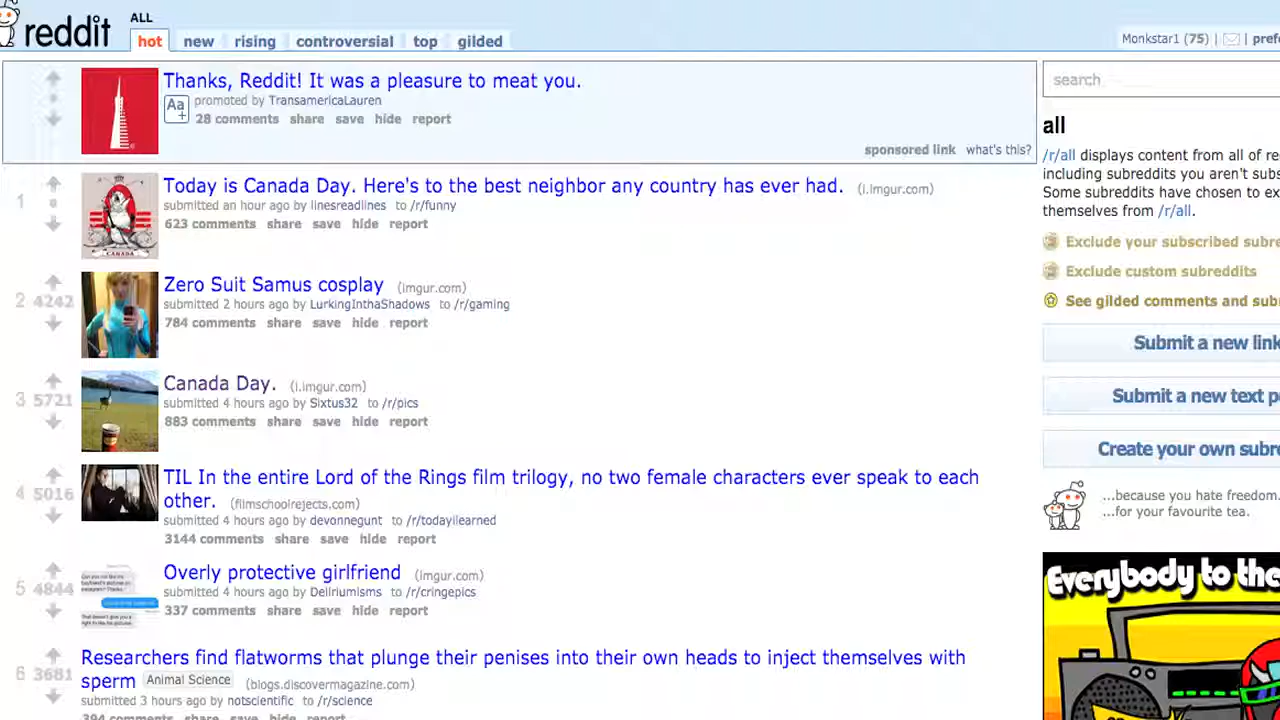 reddit
ALL
hot new rising controversial top gilded
Monkstar1 (75) | | prefe
Thanks, Reddit! It was a pleasure to meat you.
Aa+
promoted by TransamericaLauren
28 comments share save hide report
sponsored link what's this?
1
Today is Canada Day. Here's to the best neighbor any country has ever had. (i.imgur.com)
submitted an hour ago by linesreadlines to /r/funny
623 comments share save hide report
CANADA
2 4242
Zero Suit Samus cosplay (imgur.com)
submitted 2 hours ago by LurkingInthaShadows to /r/gaming
784 comments share save hide report
3 5721
Canada Day. (i.imgur.com)
submitted 4 hours ago by Sixtus32 to /r/pics
883 comments share save hide report
4 5016
TIL In the entire Lord of the Rings film trilogy, no two female characters ever speak to each
other. (filmschoolrejects.com)
submitted 4 hours ago by devonnegunt to /r/todayilearned
3144 comments share save hide report
5 4844
Overly protective girlfriend (imgur.com)
submitted 4 hours ago by Deliriumisms to /r/cringepics
337 comments share save hide report
6 3681
Researchers find flatworms that plunge their penises into their own heads to inject themselves with
sperm Animal Science (blogs.discovermagazine.com)
submitted 3 hours ago by notscientific to /r/science
394 comments share save hide report
search
all
/r/all displays content from all of re
including subreddits you aren't subs
Some subreddits have chosen to ex
themselves from /r/all.
Exclude your subscribed subre
Exclude custom subreddits
See gilded comments and sub
Submit a new link
Submit a new text p
Create your own subre
...because you hate freedom.
...for your favourite tea.
Everybody to the